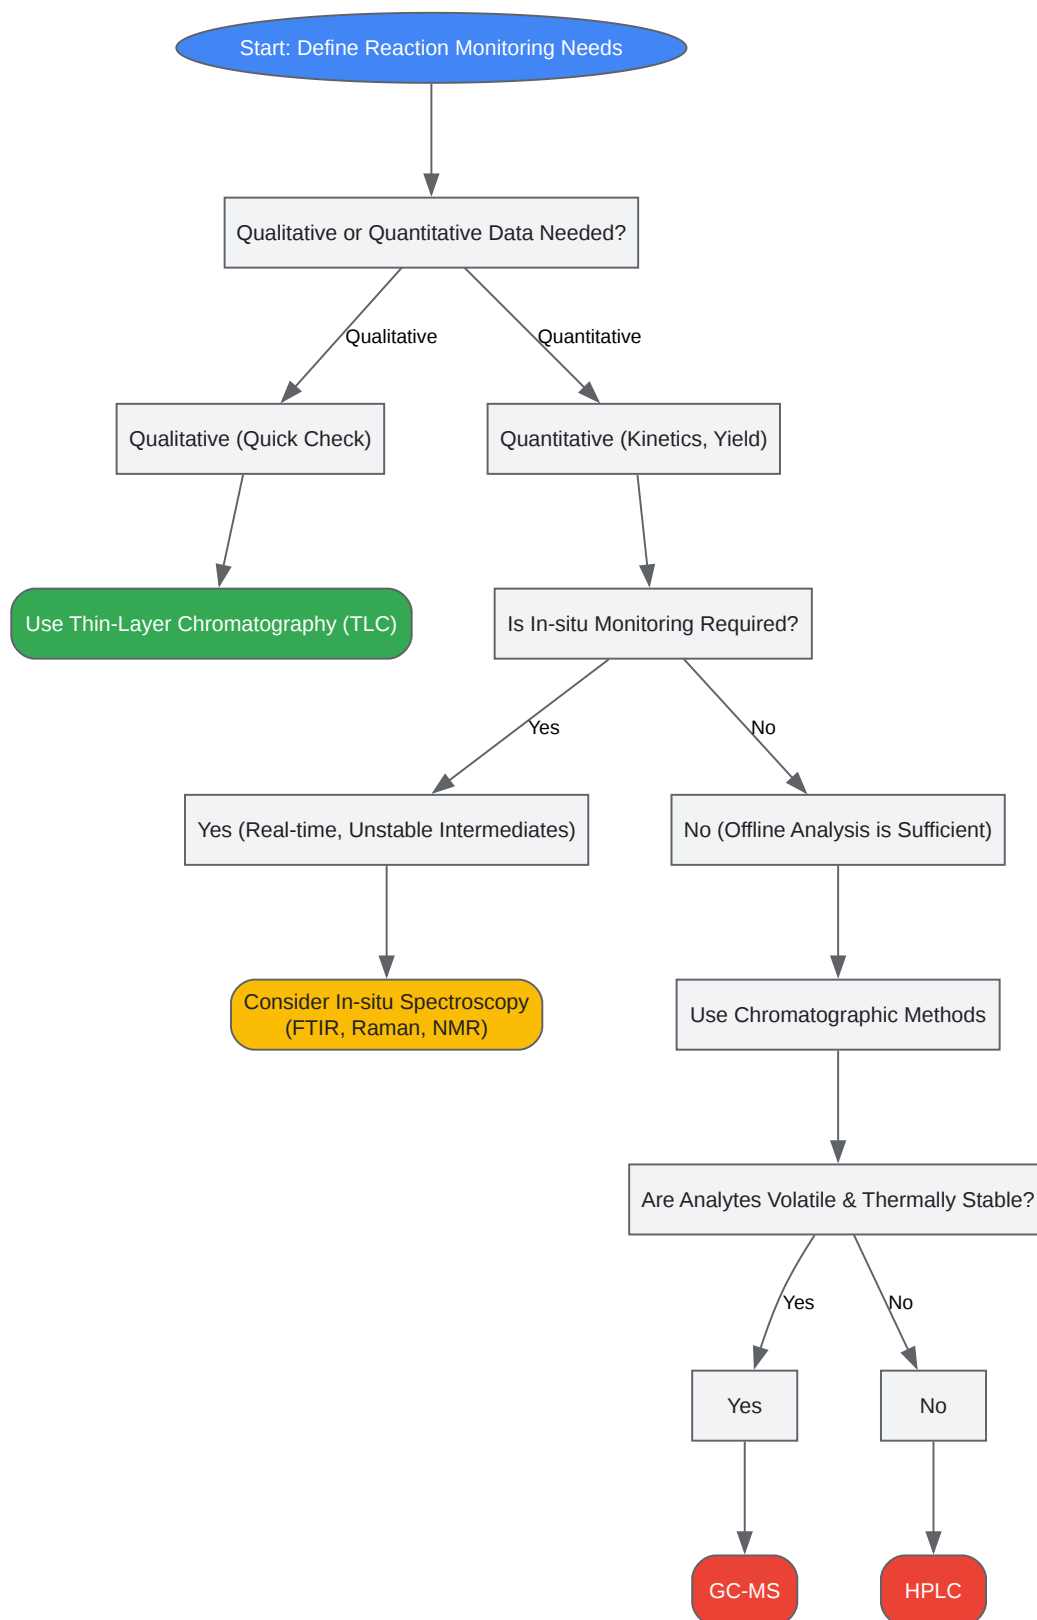 Start: Define Reaction Monitoring Needs
Qualitative or Quantitative Data Needed?
Qualitative
Quantitative
Qualitative (Quick Check)
Quantitative (Kinetics, Yield)
Use Thin-Layer Chromatography (TLC)
Is In-situ Monitoring Required?
Yes
No
Yes (Real-time, Unstable Intermediates)
No (Offline Analysis is Sufficient)
Consider In-situ Spectroscopy
(FTIR, Raman, NMR)
Use Chromatographic Methods
Are Analytes Volatile & Thermally Stable?
Yes
No
Yes
No
GC-MS
HPLC